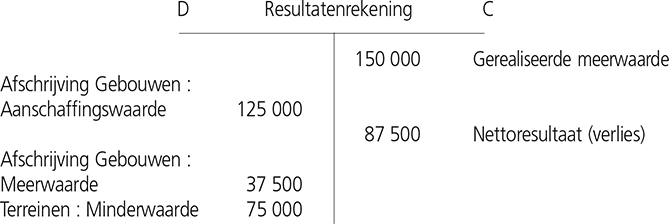 D Resultatenrekening C
150 000 Gerealiseerde meerwaarde
Afschrijving Gebouwen :
Aanschaffingswaarde 125 000
87 500 Nettoresultaat (verlies)
Afschrijving Gebouwen :
Meerwaarde 37 500
Terreinen : Minderwaarde 75 000